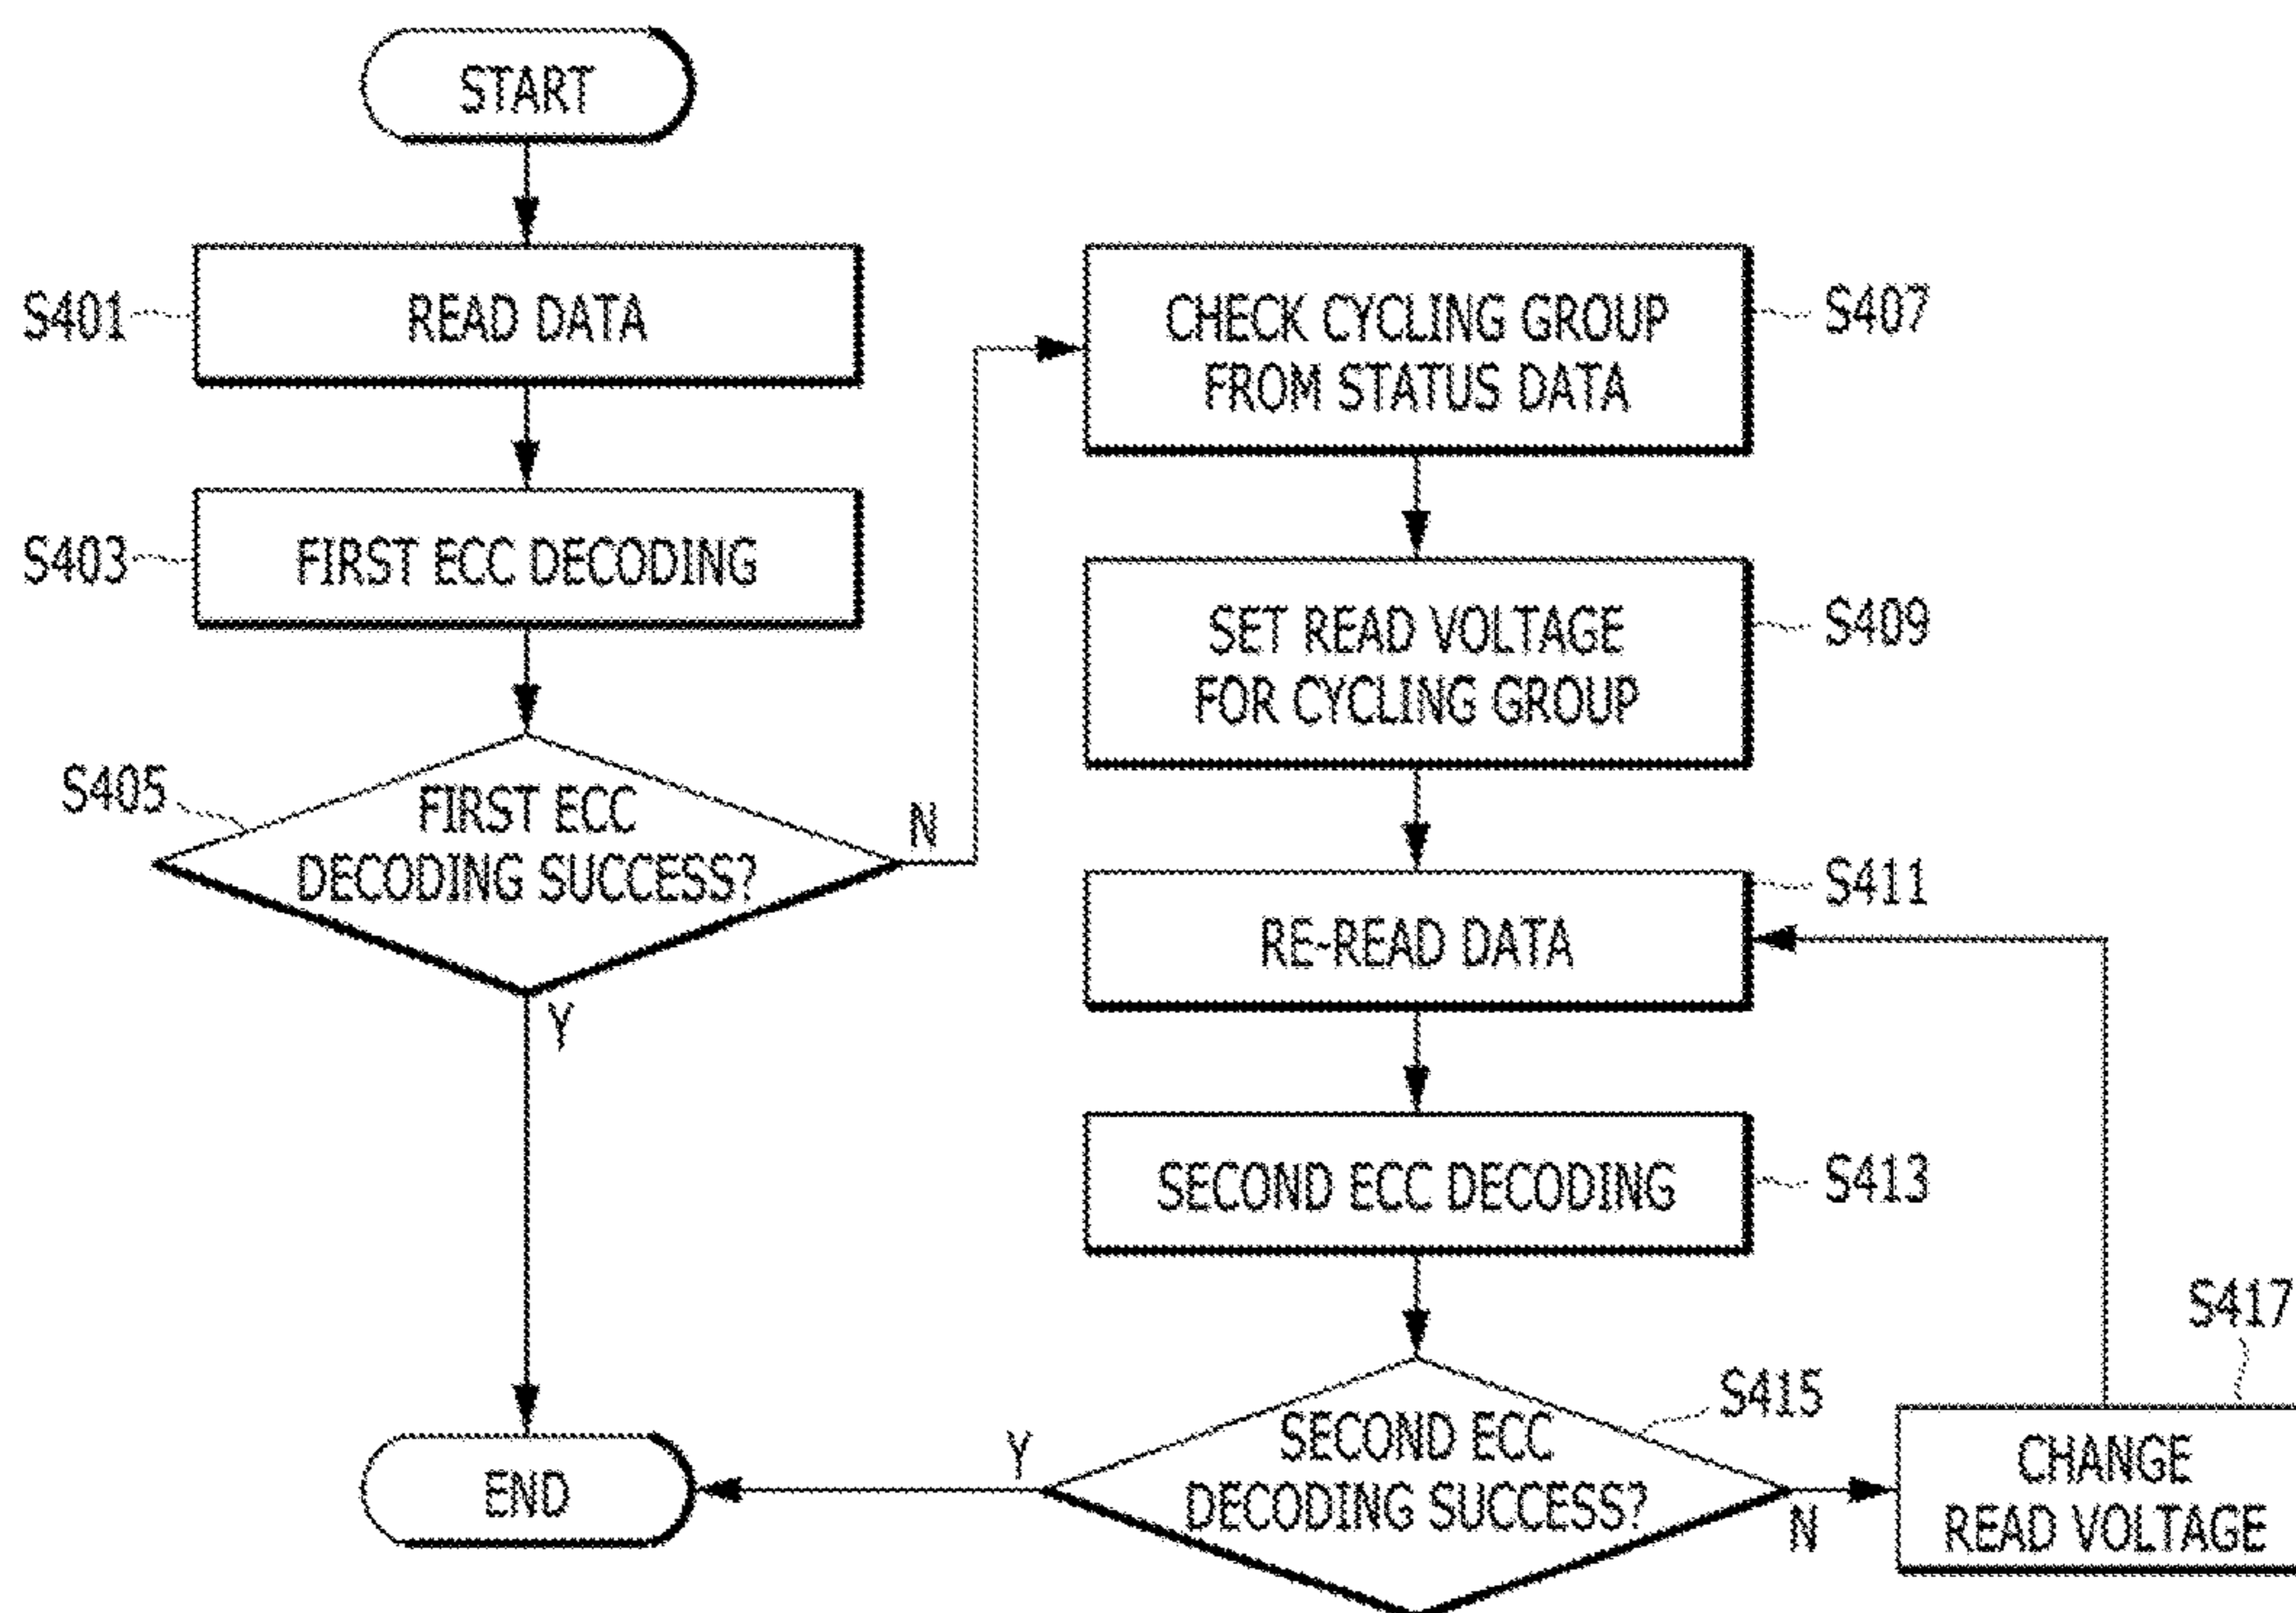 START
S401
READ DATA
S403
FIRST ECC DECODING
S405
FIRST ECC
DECODING SUCCESS?
N
Y
END
CHECK CYCLING GROUP
FROM STATUS DATA
S407
SET READ VOLTAGE
FOR CYCLING GROUP
S409
RE-READ DATA
S411
SECOND ECC DECODING
S413
SECOND ECC
DECODING SUCCESS?
S415
Y
N
S417
CHANGE
READ VOLTAGE